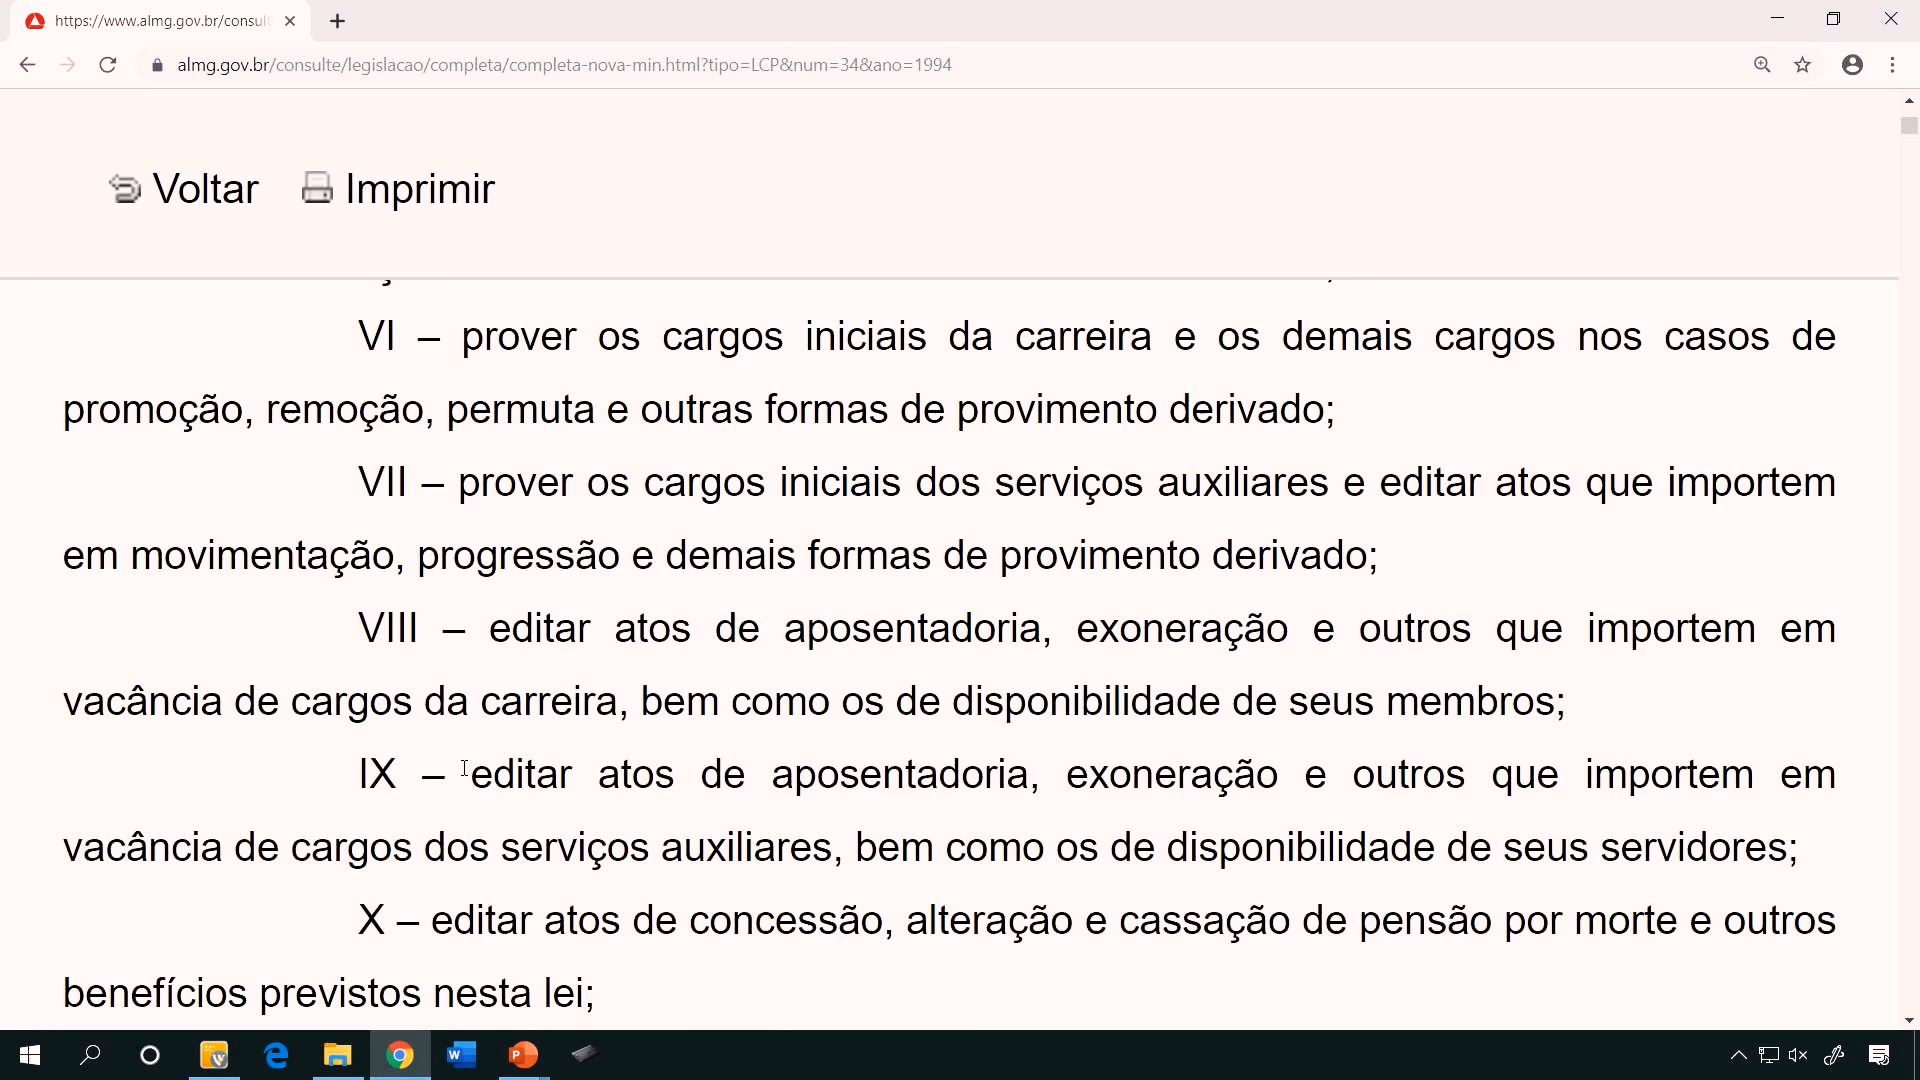 https://www.almg.gov.br/consult
almg.gov.br/consulte/legislacao/completa/completa-nova-min.html?tipo=LCP&num=34&ano=1994
Voltar Imprimir
VI – prover os cargos iniciais da carreira e os demais cargos nos casos de
promoção, remoção, permuta e outras formas de provimento derivado;
VII – prover os cargos iniciais dos serviços auxiliares e editar atos que importem
em movimentação, progressão e demais formas de provimento derivado;
VIII – editar atos de aposentadoria, exoneração e outros que importem em
vacância de cargos da carreira, bem como os de disponibilidade de seus membros;
IX – editar atos de aposentadoria, exoneração e outros que importem em
vacância de cargos dos serviços auxiliares, bem como os de disponibilidade de seus servidores;
X – editar atos de concessão, alteração e cassação de pensão por morte e outros
benefícios previstos nesta lei;